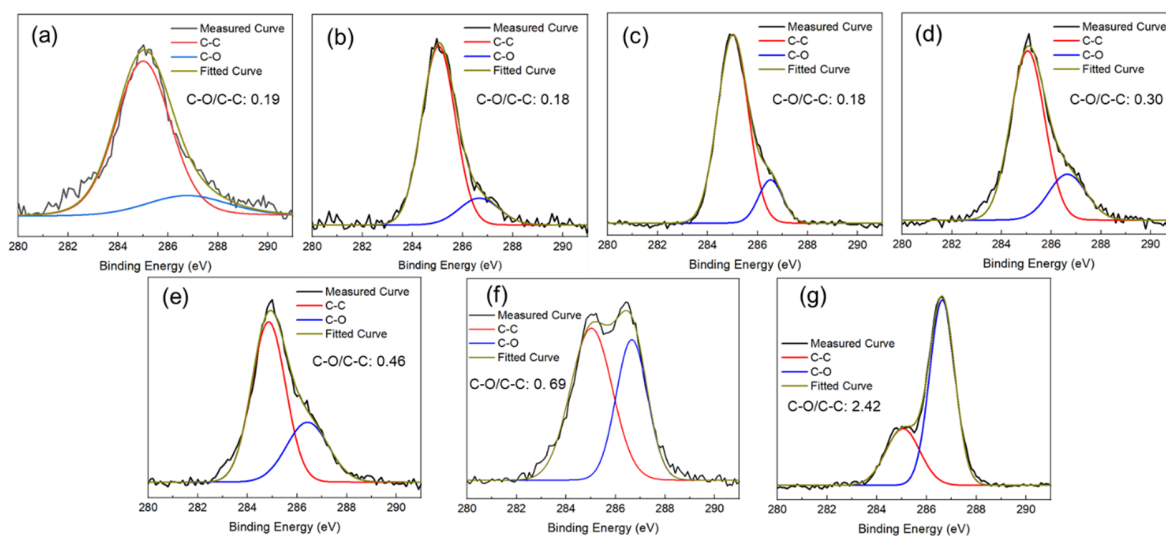 (a)
Measured Curve
C-C
C-O
Fitted Curve
C-O/C-C: 0.19
280 282 284 286 288 290
Binding Energy (eV)
(b)
Measured Curve
C-C
C-O
Fitted Curve
C-O/C-C: 0.18
280 282 284 286 288 290
Binding Energy (eV)
(c)
Measured Curve
C-C
C-O
Fitted Curve
C-O/C-C: 0.18
280 282 284 286 288 290
Binding Energy (eV)
(d)
Measured Curve
C-C
C-O
Fitted Curve
C-O/C-C: 0.30
280 282 284 286 288 290
Binding Energy (eV)
(e)
Measured Curve
C-C
C-O
Fitted Curve
C-O/C-C: 0.46
280 282 284 286 288 290
Binding Energy (eV)
(f)
Measured Curve
C-C
C-O
Fitted Curve
C-O/C-C: 0.69
280 282 284 286 288 290
Binding Energy (eV)
(g)
Measured Curve
C-C
C-O
Fitted Curve
C-O/C-C: 2.42
280 282 284 286 288 290
Binding Energy (eV)